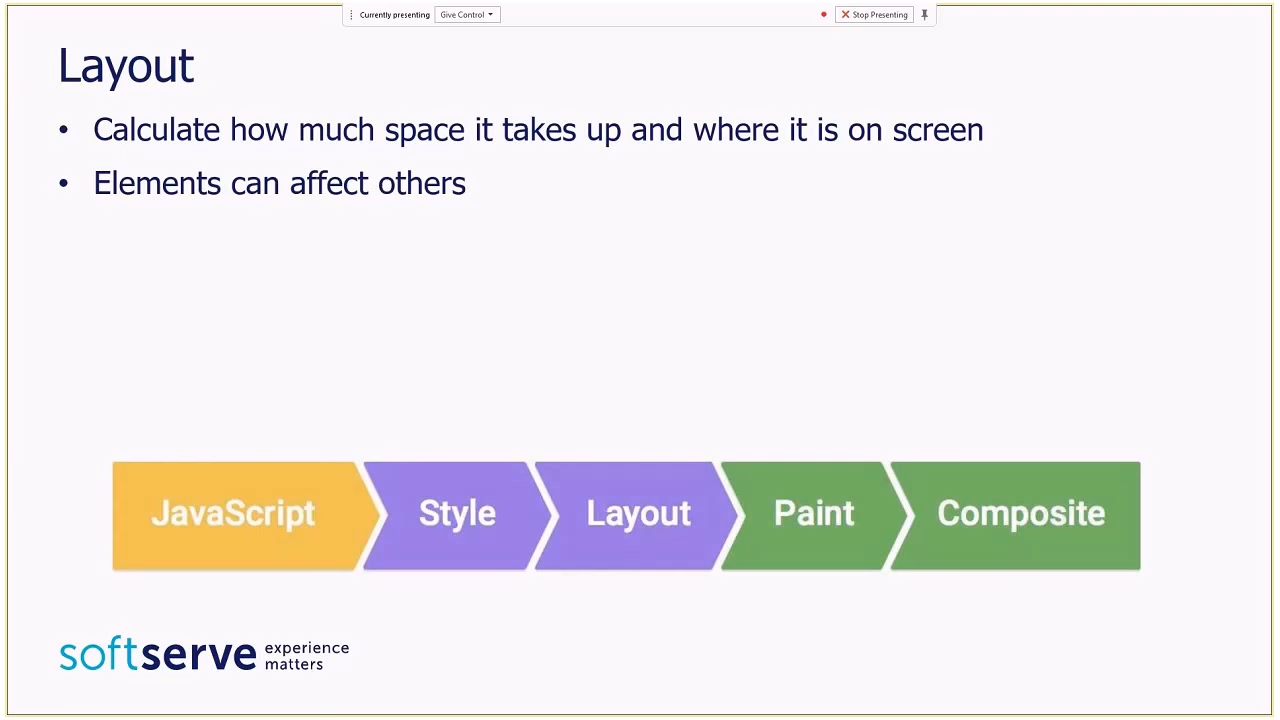 Currently presenting Give Control Stop Presenting
Layout
• Calculate how much space it takes up and where it is on screen
• Elements can affect others
JavaScript Style Layout Paint Composite
softserve experience
matters